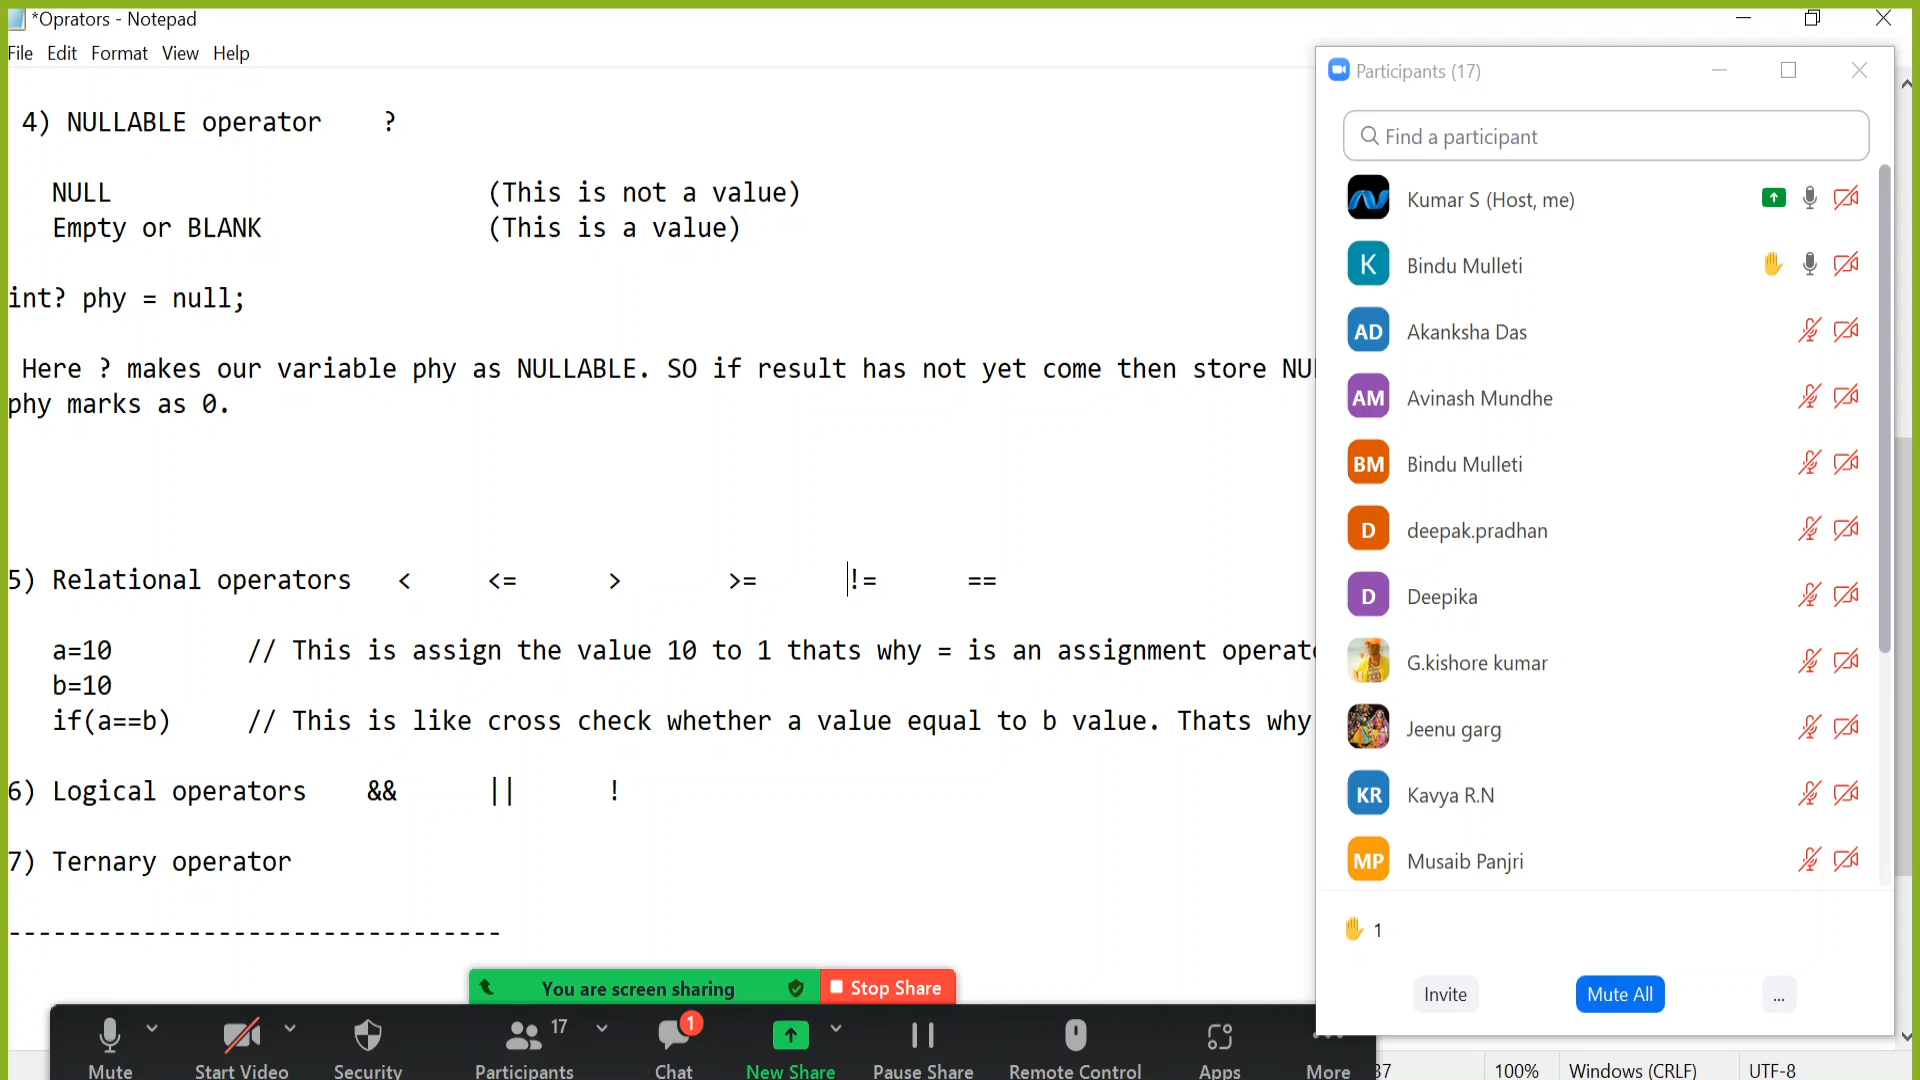 *Oprators - Notepad
File Edit Format View Help
4) NULLABLE operator ?
NULL (This is not a value)
Empty or BLANK (This is a value)
int? phy = null;
Here ? makes our variable phy as NULLABLE. SO if result has not yet come then store
phy marks as 0.
5) Relational operators < <= > >= != ==
a=10 // This is assign the value 10 to 1 thats why = is an assignment
b=10
if(a==b) // This is like cross check whether a value equal to b value. Thats why
6) Logical operators && || !
7) Ternary operator
---------------------------------
Participants (17)
Find a participant
Kumar S (Host, me)
K Bindu Mulleti
AD Akanksha Das
AM Avinash Mundhe
BM Bindu Mulleti
D deepak.pradhan
D Deepika
G.kishore kumar
Jeenu garg
KR Kavya R.N
MP Musaib Panjri
1
Invite Mute All ...
You are screen sharing Stop Share
17 1
Mute Start Video Security Participants Chat New Share Pause Share Remote Control Apps More
100% Windows (CRLF) UTF-8